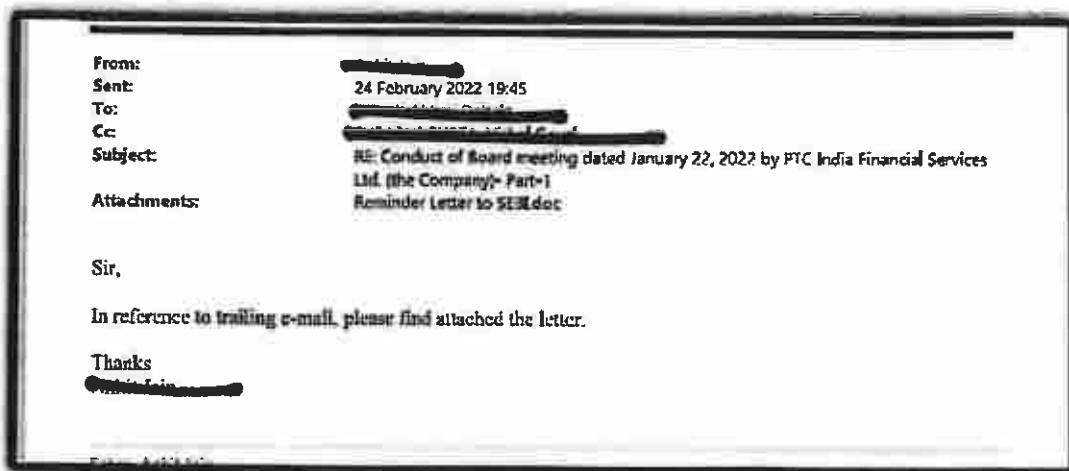 From:
Sent: 24 February 2022 19:45
To:
Cc:
Subject: RE: Conduct of Board meeting dated January 22, 2022 by PTC India Financial Services
Ltd. (the Company)- Part-1
Attachments: Reminder Letter to SEBI.doc
Sir,
In reference to trailing e-mail, please find attached the letter.
Thanks